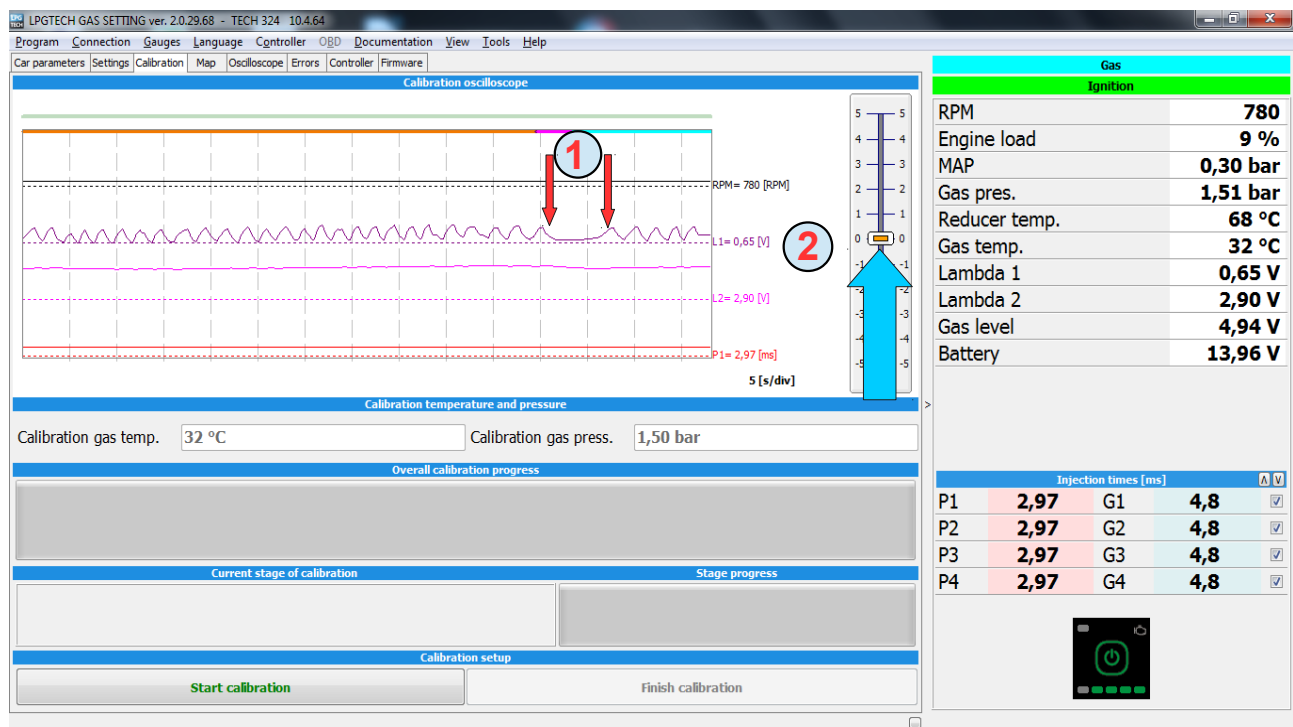 LPG TECH LPGTECH GAS SETTING ver. 2.0.29.68 - TECH 324 10.4.64
Program Connection Gauges Language Controller OBD Documentation View Tools Help
Car parameters Settings Calibration Map Oscilloscope Errors Controller Firmware
Calibration oscilloscope
RPM= 780 [RPM]
L1= 0,65 [V]
L2= 2,90 [V]
P1= 2,97 [ms]
5 [s/div]
1
2
5 5
4 4
3 3
2 2
1 1
0 0
-1 -1
-2 -2
-3 -3
-4 -4
-5 -5
Calibration temperature and pressure
Calibration gas temp. 32 °C Calibration gas press. 1,50 bar
Overall calibration progress
Current stage of calibration Stage progress
Calibration setup
Start calibration Finish calibration
>
Gas
Ignition
RPM 780
Engine load 9 %
MAP 0,30 bar
Gas pres. 1,51 bar
Reducer temp. 68 °C
Gas temp. 32 °C
Lambda 1 0,65 V
Lambda 2 2,90 V
Gas level 4,94 V
Battery 13,96 V
Injection times [ms]
P1 2,97 G1 4,8
P2 2,97 G2 4,8
P3 2,97 G3 4,8
P4 2,97 G4 4,8